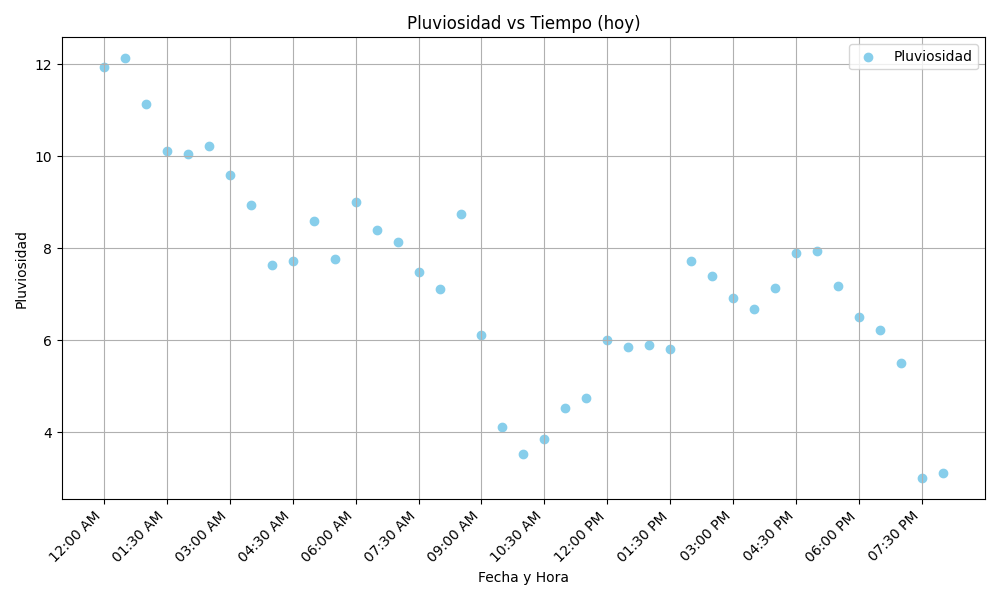 Pluviosidad vs Tiempo (hoy)
Pluviosidad
12
10
8
6
4
Pluviosidad
12:00 AM
01:30 AM
03:00 AM
04:30 AM
06:00 AM
07:30 AM
09:00 AM
10:30 AM
12:00 PM
01:30 PM
03:00 PM
04:30 PM
06:00 PM
07:30 PM
Fecha y Hora